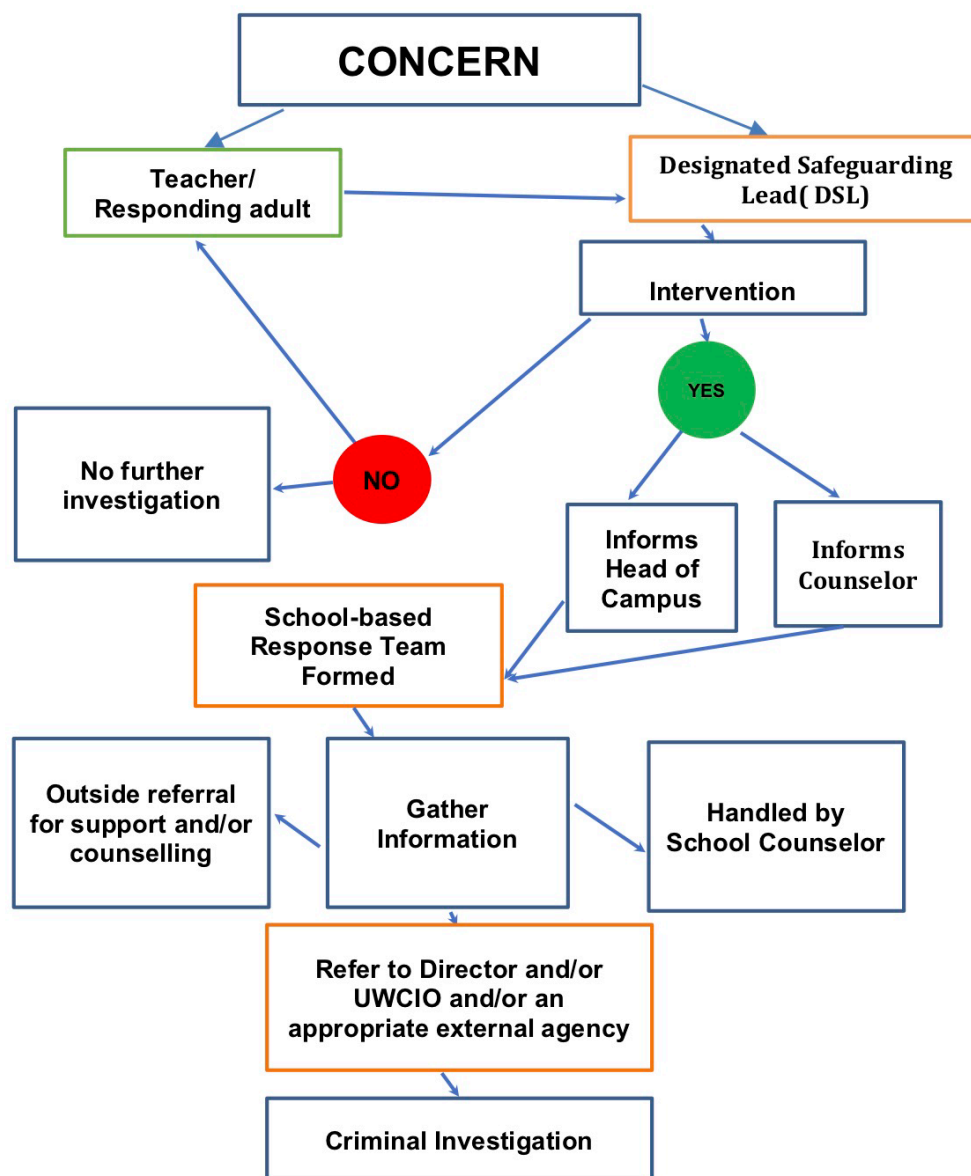 CONCERN
Teacher/
Responding adult
Designated Safeguarding
Lead( DSL)
Intervention
YES
No further
investigation
NO
Informs
Head of
Campus
Informs
Counselor
School-based
Response Team
Formed
Outside referral
for support and/or
counselling
Gather
Information
Handled by
School Counselor
Refer to Director and/or
UWCIO and/or an
appropriate external agency
Criminal Investigation